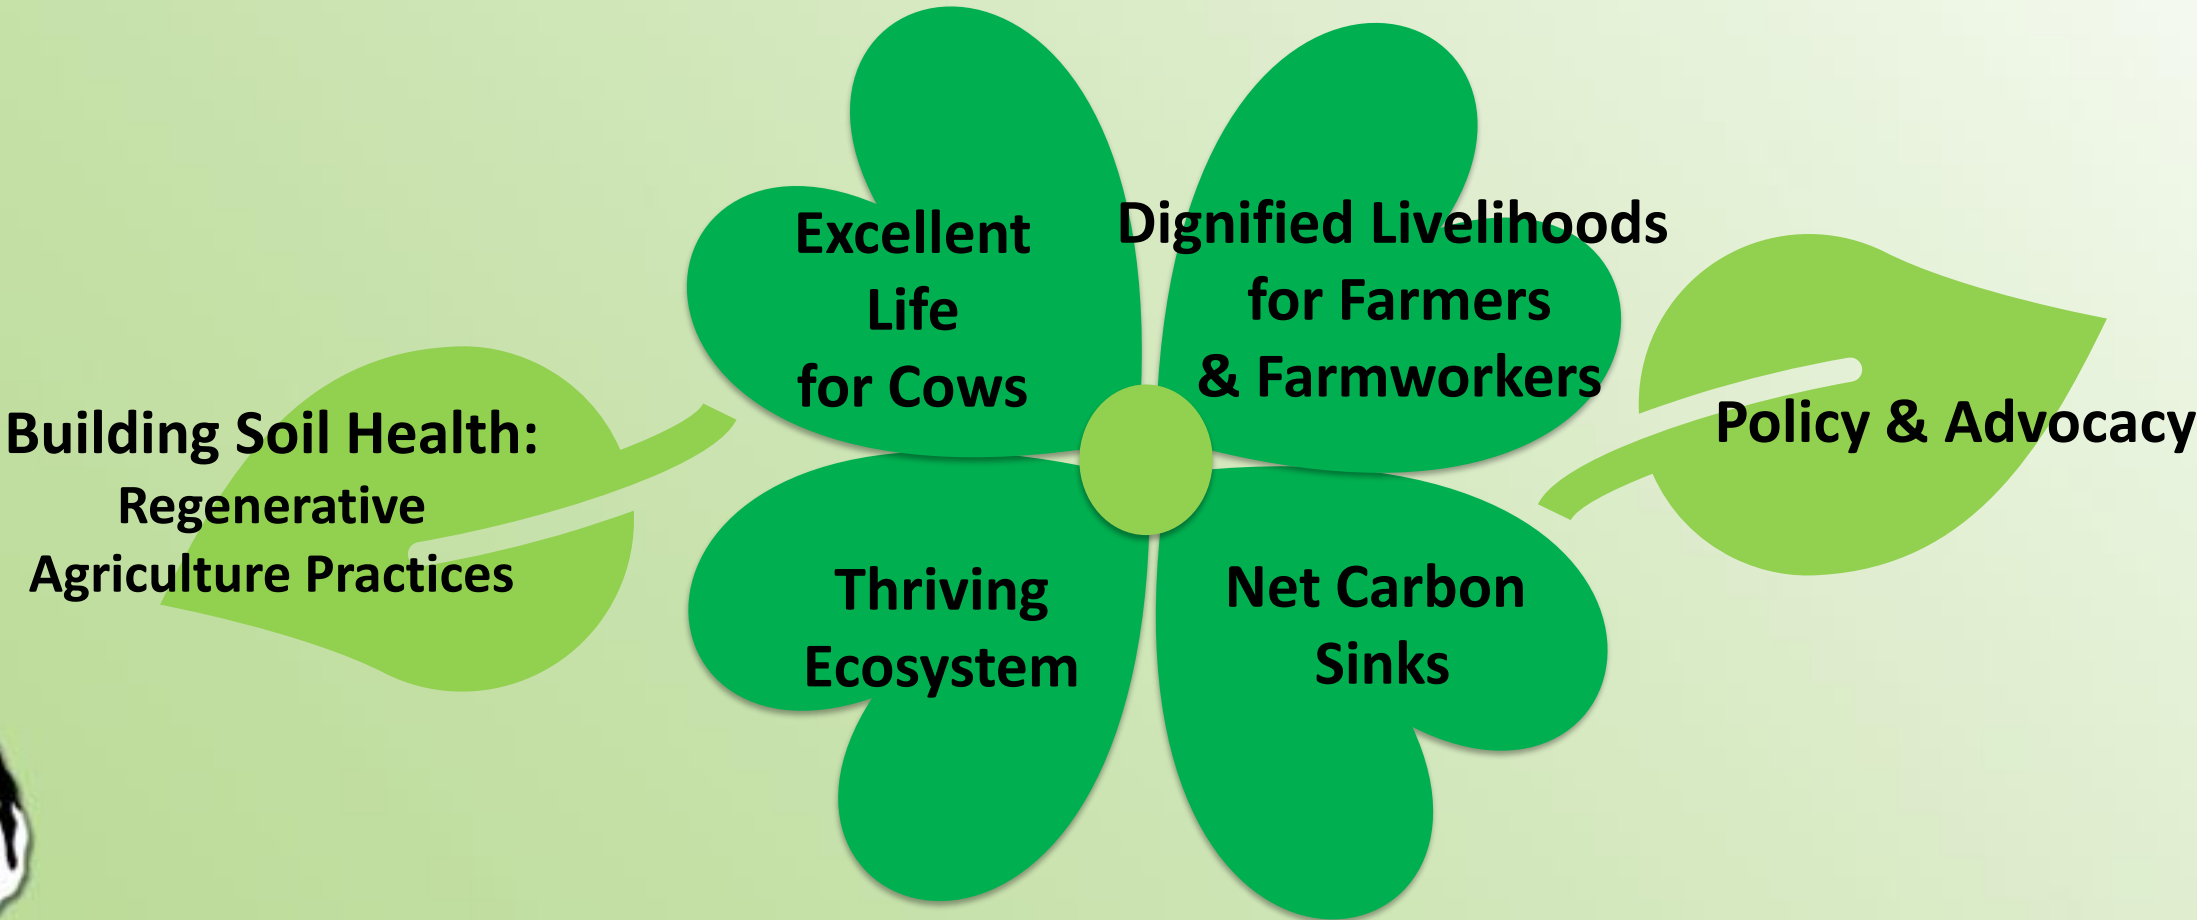 Excellent
Life
for Cows
Dignified Livelihoods
for Farmers
& Farmworkers
Building Soil Health:
Regenerative
Agriculture Practices
Policy & Advocacy
Thriving
Ecosystem
Net Carbon
Sinks